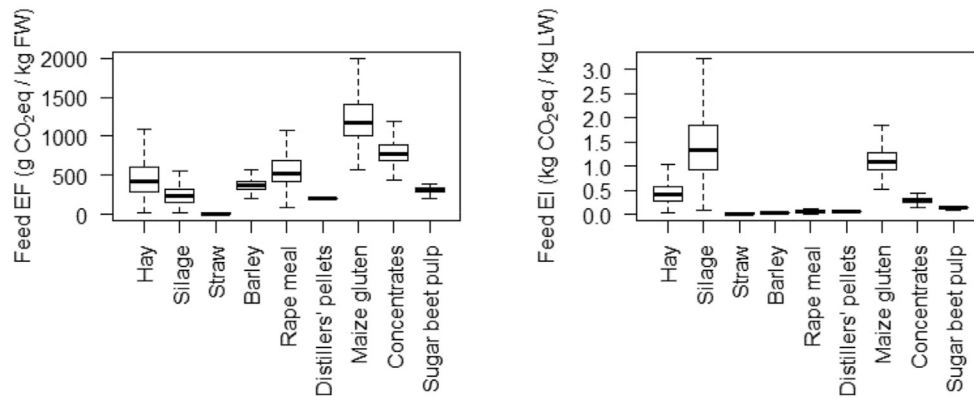 Feed EF (g CO₂eq / kg FW)
2000
1500
1000
500
0
Hay
Silage
Straw
Barley
Rape meal
Distillers' pellets
Maize gluten
Concentrates
Sugar beet pulp
Feed EI (kg CO₂eq / kg LW)
3.0
2.5
2.0
1.5
1.0
0.5
0.0
Hay
Silage
Straw
Barley
Rape meal
Distillers' pellets
Maize gluten
Concentrates
Sugar beet pulp